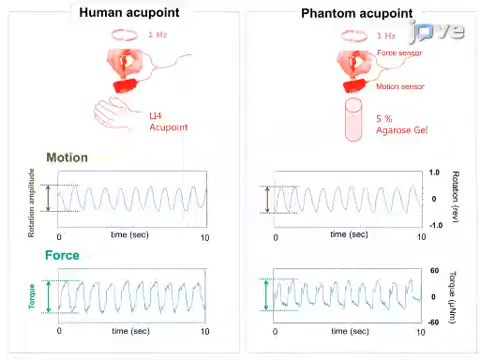 Human acupoint
1 Hz
LI4
Acupoint
Motion
Rotation amplitude
0
time (sec)
10
Force
Torque
0
time (sec)
10
Phantom acupoint
jove
1 Hz
Force sensor
Motion sensor
5 %
Agarose Gel
1.0
Rotation (rev)
-1.0
0
time (sec)
10
60
Torque (μNm)
0
-60
0
time (sec)
10